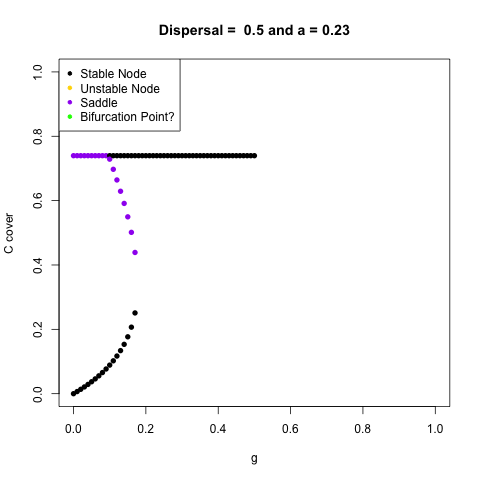 Dispersal =  0.5 and a = 0.23
Stable Node
Unstable Node
Saddle
Bifurcation Point?
C cover
1.0
0.8
0.6
0.4
0.2
0.0
0.0 0.2 0.4 0.6 0.8 1.0
g